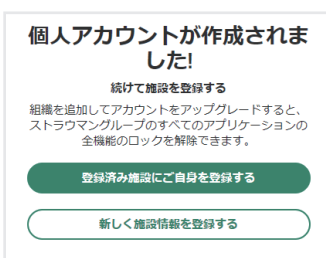 個人アカウントが作成されま
した!
続けて施設を登録する
組織を追加してアカウントをアップグレードすると、
ストラウマングループのすべてのアプリケーションの
全機能のロックを解除できます。
登録済み施設にご自身を登録する
新しく施設情報を登録する